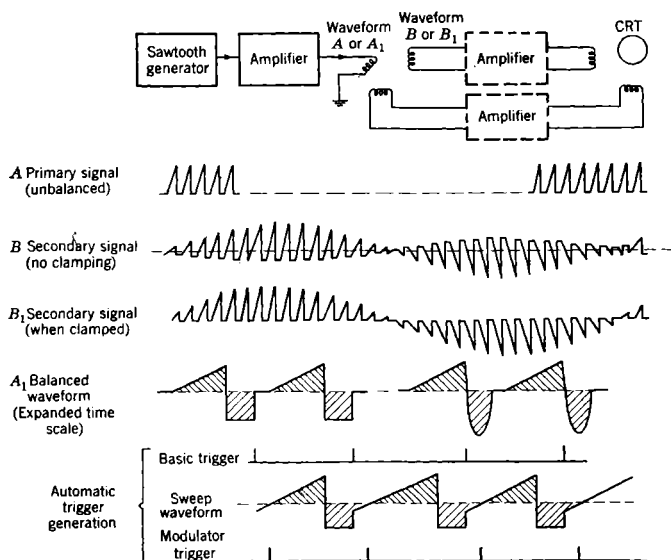 Sawtooth
generator
Amplifier
Waveform
A or A1
Waveform
B or B1
Amplifier
CRT
Amplifier
A Primary signal
(unbalanced)
B Secondary signal
(no clamping)
B1 Secondary signal
(when clamped)
A1 Balanced
waveform
(Expanded time
scale)
Automatic
trigger
generation
Basic trigger
Sweep
waveform
Modulator
trigger